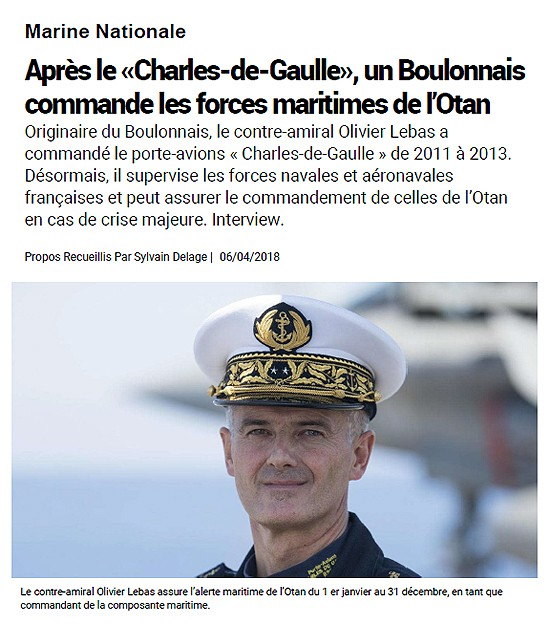 Marine Nationale
Après le «Charles-de-Gaulle», un Boulonnais
commande les forces maritimes de l’Otan
Originaire du Boulonnais, le contre-amiral Olivier Lebas a
commandé le porte-avions « Charles-de-Gaulle » de 2011 à 2013.
Désormais, il supervise les forces navales et aéronavales
françaises et peut assurer le commandement de celles de l’Otan
en cas de crise majeure. Interview.
Propos Recueillis Par Sylvain Delage | 06/04/2018
Porte-Avions
Le contre-amiral Olivier Lebas assure l’alerte maritime de l’Otan du 1 er janvier au 31 décembre, en tant que
commandant de la composante maritime.